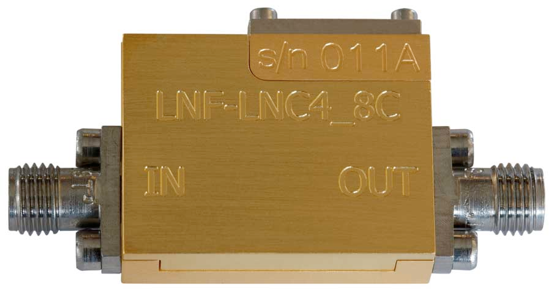 s/n 011A
LNF-LNC4_8C
IN OUT